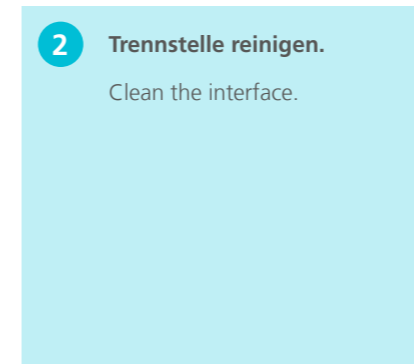 2 Trennstelle reinigen.
Clean the interface.